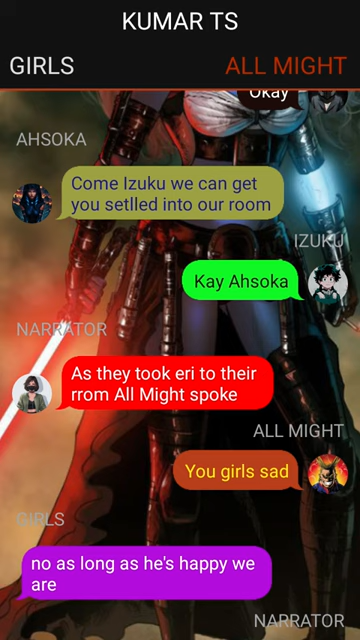 KUMAR TS
GIRLS
ALL MIGHT
Okay
AHSOKA
Come Izuku we can get
you setlled into our room
IZUKU
Kay Ahsoka
NARRATOR
As they took eri to their
rrom All Might spoke
ALL MIGHT
You girls sad
GIRLS
no as long as he's happy we
are
NARRATOR